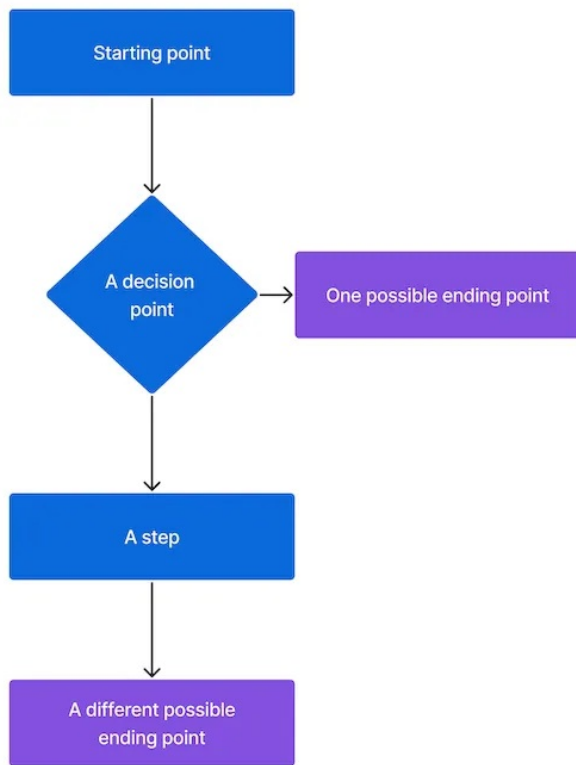 Starting point
A decision
point
One possible ending point
A step
A different possible
ending point